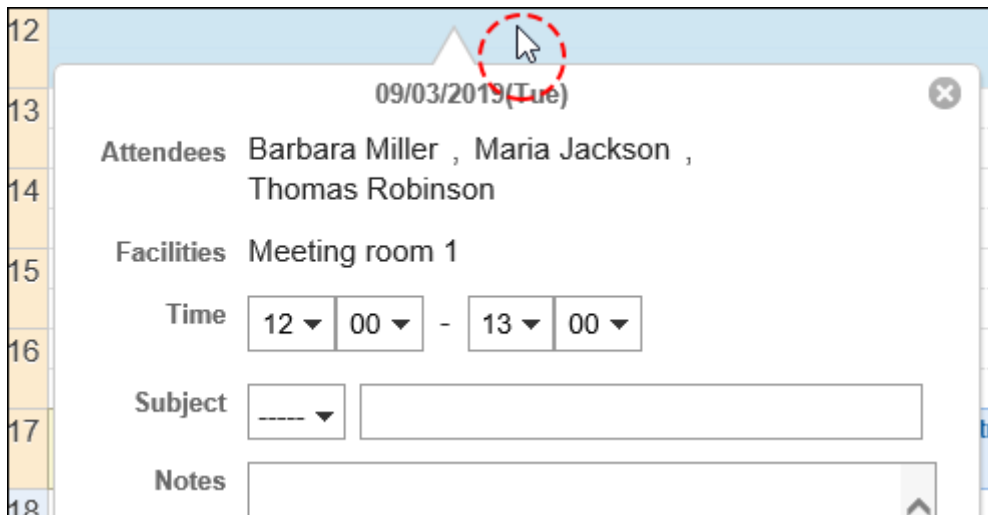 12
09/03/2019(Tue)
13
Attendees Barbara Miller , Maria Jackson ,
14
Thomas Robinson
Facilities Meeting room 1
15
Time 12 00 - 13 00
16
Subject -----
17
Notes
18